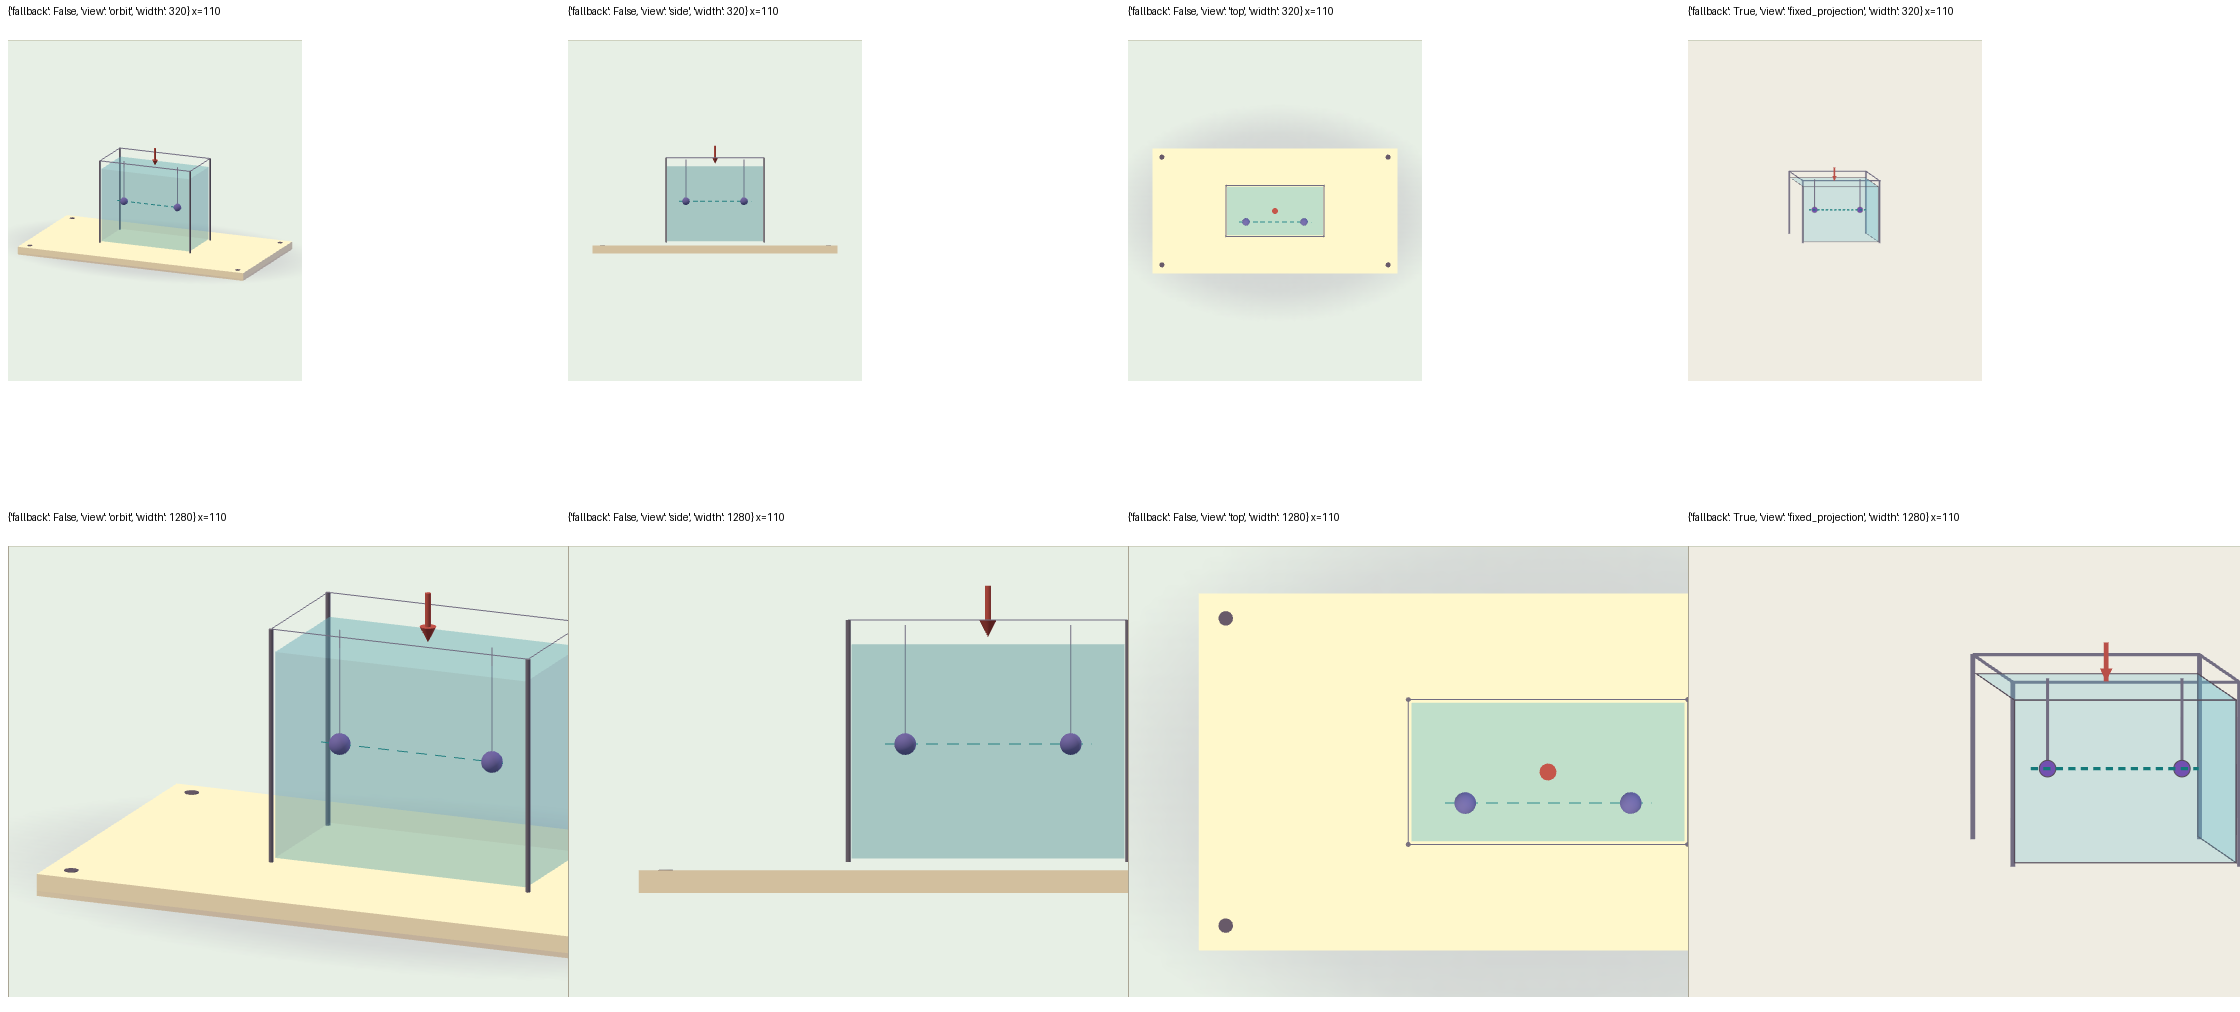 {'fallback': False, 'view': 'orbit', 'width': 320} x=110
{'fallback': False, 'view': 'side', 'width': 320} x=110
{'fallback': False, 'view': 'top', 'width': 320} x=110
{'fallback': True, 'view': 'fixed_projection', 'width': 320} x=110
{'fallback': False, 'view': 'orbit', 'width': 1280} x=110
{'fallback': False, 'view': 'side', 'width': 1280} x=110
{'fallback': False, 'view': 'top', 'width': 1280} x=110
{'fallback': True, 'view': 'fixed_projection', 'width': 1280} x=110